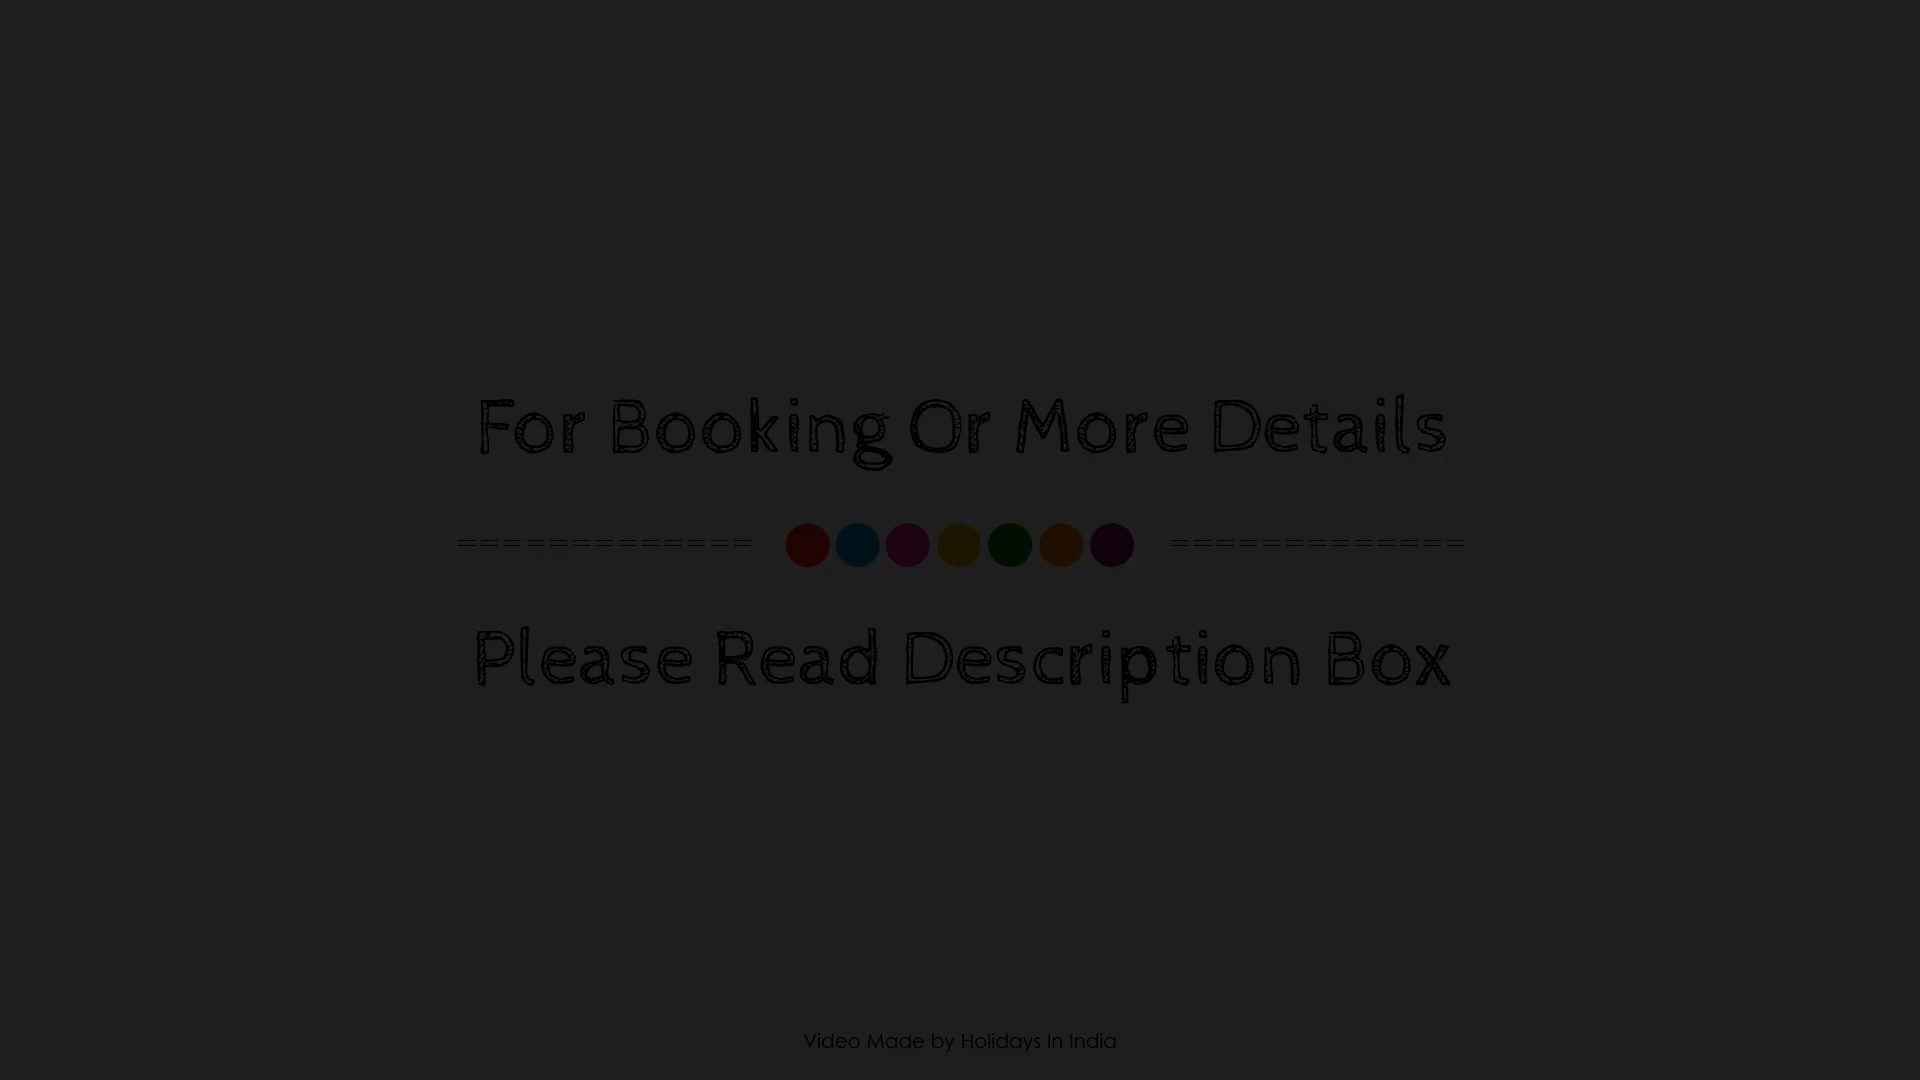 For Booking Or More Details
============= =============
Please Read Description Box
Video Made by Holidays In India